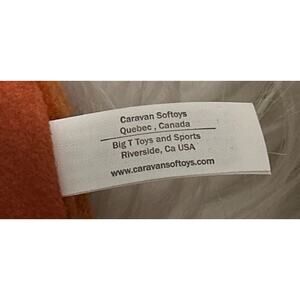 Caravan Softoys
Quebec , Canada
Big T Toys and Sports
Riverside, Ca USA
www.caravansoftoys.com